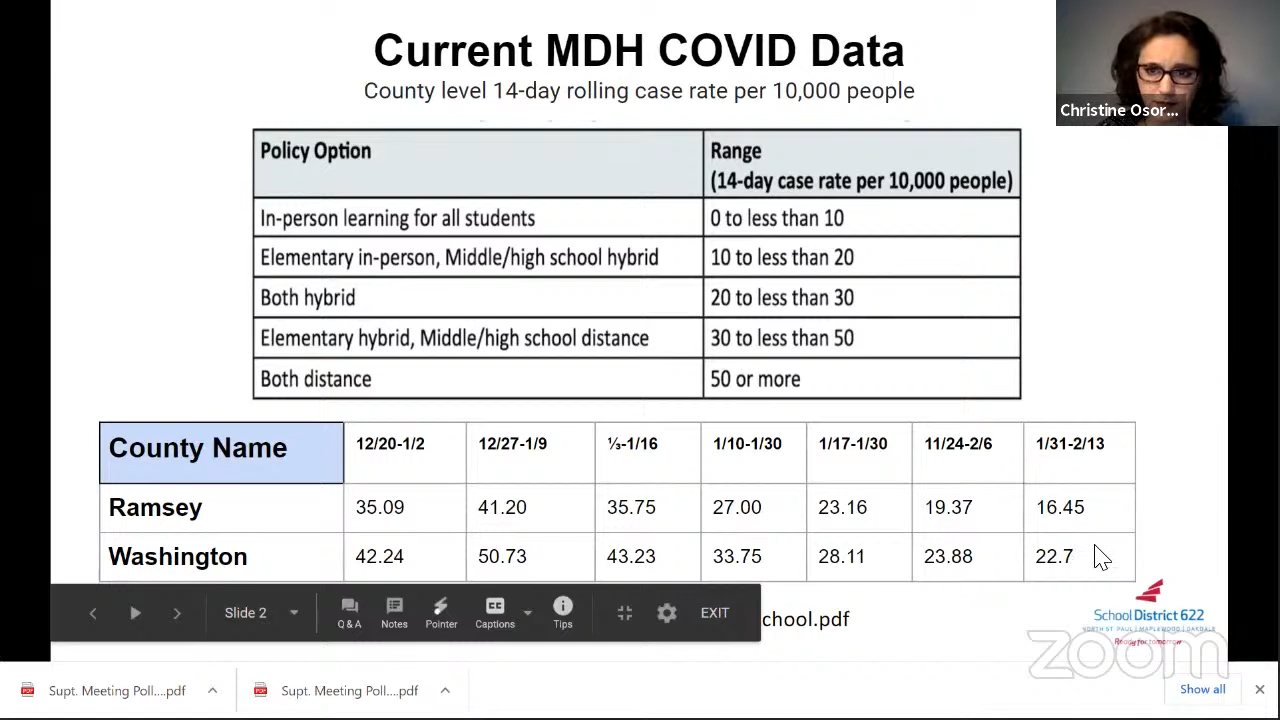 Current MDH COVID Data
County level 14-day rolling case rate per 10,000 people
Christine Osor...
Policy Option
Range
(14-day case rate per 10,000 people)
In-person learning for all students
0 to less than 10
Elementary in-person, Middle/high school hybrid
10 to less than 20
Both hybrid
20 to less than 30
Elementary hybrid, Middle/high school distance
30 to less than 50
Both distance
50 or more
County Name
12/20-1/2
12/27-1/9
⅓-1/16
1/10-1/30
1/17-1/30
11/24-2/6
1/31-2/13
Ramsey
35.09
41.20
35.75
27.00
23.16
19.37
16.45
Washington
42.24
50.73
43.23
33.75
28.11
23.88
22.7
Slide 2
Q & A
Notes
Pointer
CC
Captions
Tips
EXIT
chool.pdf
School District 622
NORTH ST. PAUL | MAPLEWOOD | OAKDALE
Ready for tomorrow
zoom
Supt. Meeting Poll....pdf
Supt. Meeting Poll....pdf
Show all